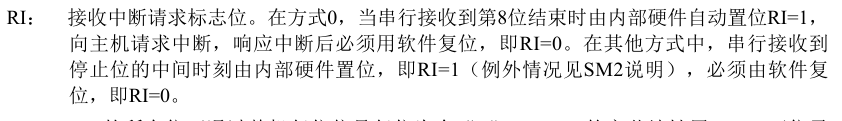 RI： 接收中断请求标志位。在方式0，当串行接收到第8位结束时由内部硬件自动置位RI=1，
向主机请求中断，响应中断后必须用软件复位，即RI=0。在其他方式中，串行接收到
停止位的中间时刻由内部硬件置位，即RI=1（例外情况见SM2说明），必须由软件复
位，即RI=0。